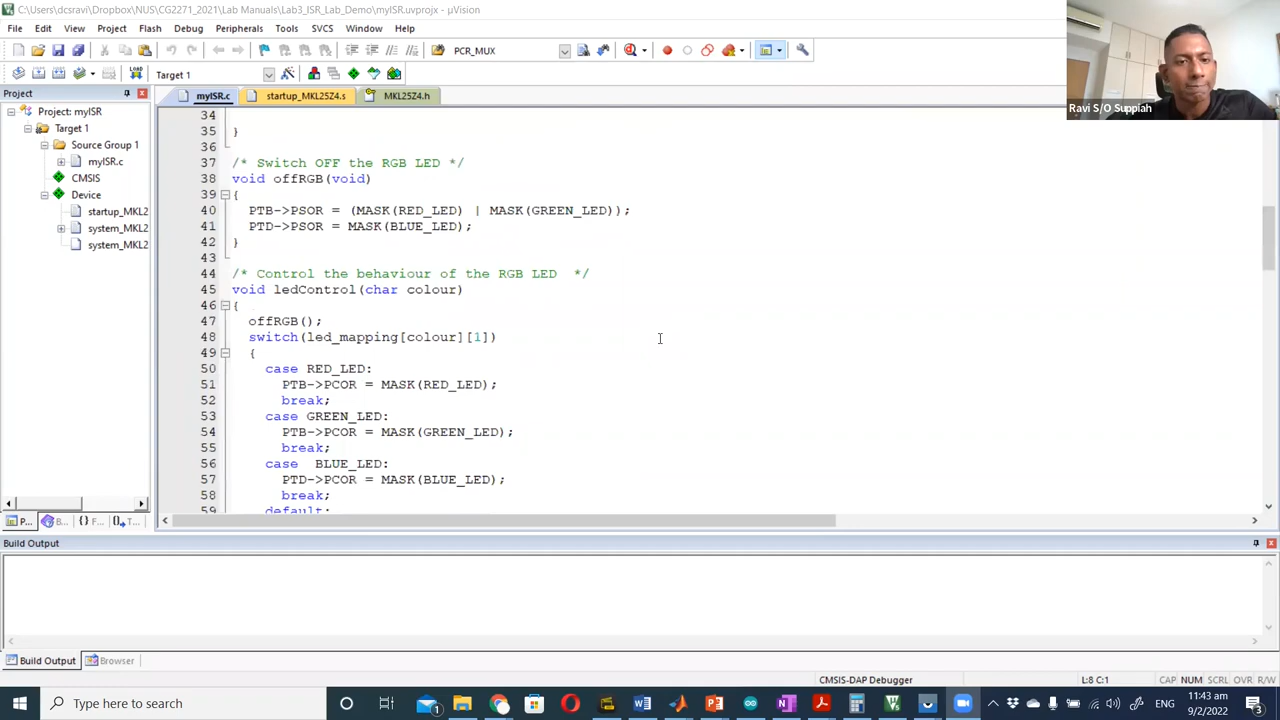 C:\Users\dcsravi\Dropbox\NUS\CG2271_2021\Lab Manuals\Lab3_ISR_Lab_Demo\myISR.uvprojx - µVision
File Edit View Project Flash Debug Peripherals Tools SVCS Window Help
PCR_MUX
LOAD
Target 1
Project
Project: myISR
Target 1
Source Group 1
myISR.c
CMSIS
Device
startup_MKL2
system_MKL2
system_MKL2
P... B... {} F... T...
myISR.c startup_MKL25Z4.s MKL25Z4.h
34
35 }
36
37 /* Switch OFF the RGB LED */
38 void offRGB(void)
39 {
40 PTB->PSOR = (MASK(RED_LED) | MASK(GREEN_LED));
41 PTD->PSOR = MASK(BLUE_LED);
42 }
43
44 /* Control the behaviour of the RGB LED */
45 void ledControl(char colour)
46 {
47 offRGB();
48 switch(led_mapping[colour][1])
49 {
50 case RED_LED:
51 PTB->PCOR = MASK(RED_LED);
52 break;
53 case GREEN_LED:
54 PTB->PCOR = MASK(GREEN_LED);
55 break;
56 case BLUE_LED:
57 PTD->PCOR = MASK(BLUE_LED);
58 break;
59 default:
Ravi S/O Suppiah
Build Output
Build Output Browser
CMSIS-DAP Debugger L:8 C:1 CAP NUM SCRL OVR R/W
Type here to search
ENG
11:43 am
9/2/2022